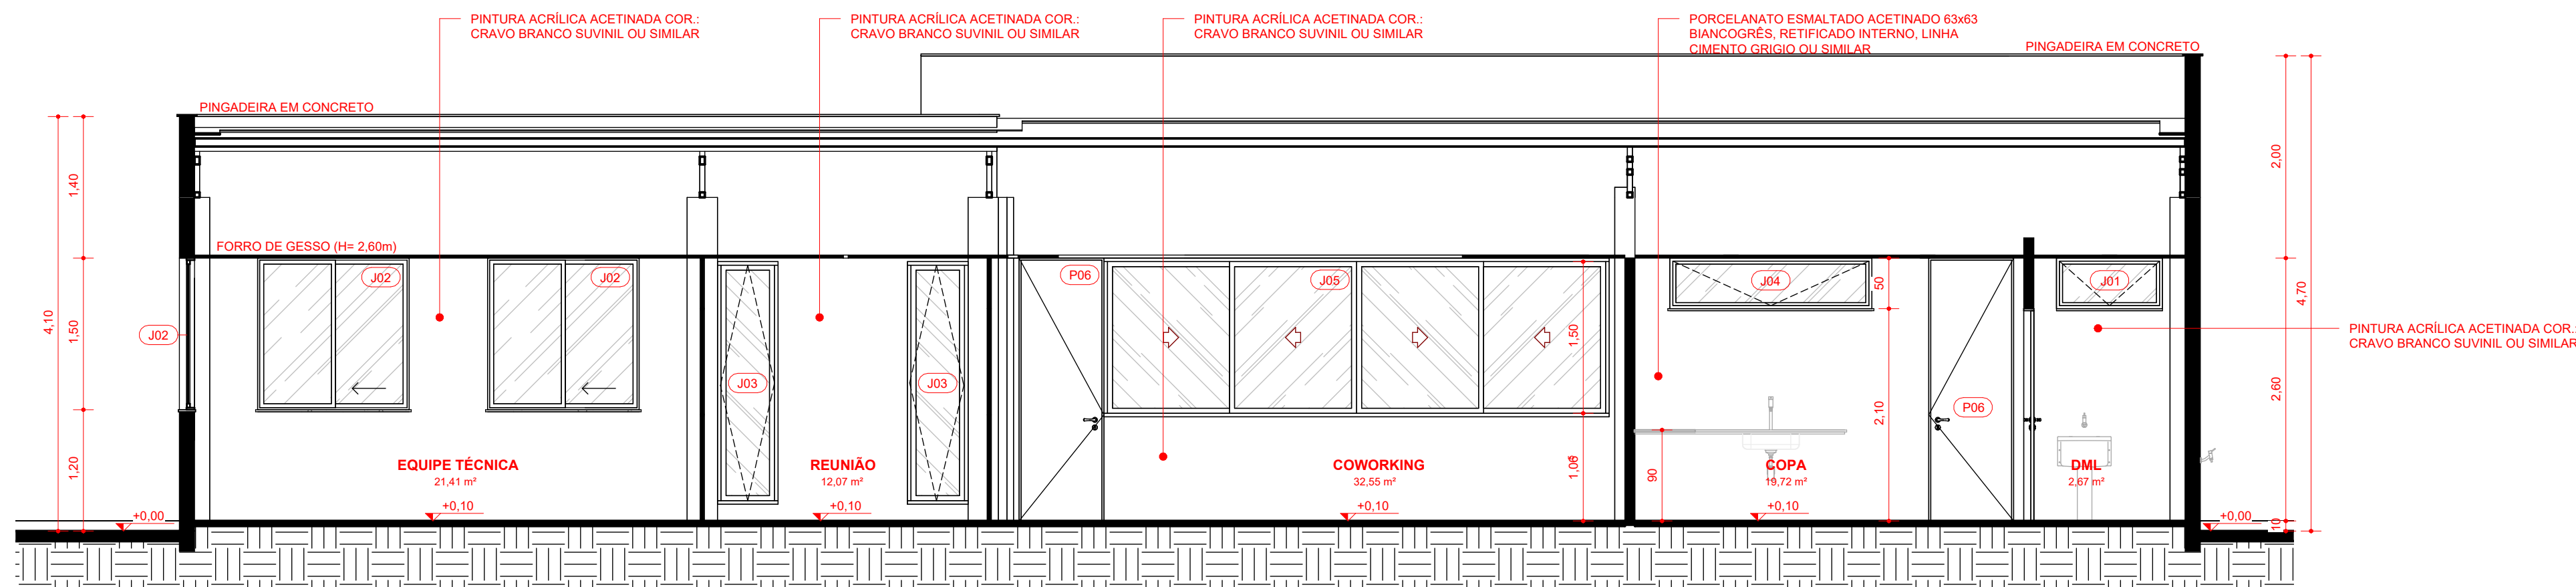 PINTURA ACRÍLICA ACETINADA COR.:
CRAVO BRANCO SUVINIL OU SIMILAR
PINTURA ACRÍLICA ACETINADA COR.:
CRAVO BRANCO SUVINIL OU SIMILAR
PINTURA ACRÍLICA ACETINADA COR.:
CRAVO BRANCO SUVINIL OU SIMILAR
PORCELANATO ESMALTADO ACETINADO 63x63
BIANCOGRÊS, RETIFICADO INTERNO, LINHA
CIMENTO GRIGIO OU SIMILAR
PINGADEIRA EM CONCRETO
PINGADEIRA EM CONCRETO
FORRO DE GESSO (H= 2,60m)
4,10
1,40
1,50
1,20
J02
J02
J02
J03
J03
P06
J05
J04
J01
P06
1,50
50
2,10
90
2,00
4,70
2,60
10
PINTURA ACRÍLICA ACETINADA COR.:
CRAVO BRANCO SUVINIL OU SIMILAR
EQUIPE TÉCNICA
21,41 m²
REUNIÃO
12,07 m²
COWORKING
32,55 m²
COPA
19,72 m²
DML
2,67 m²
+0,00
+0,10
+0,10
+0,10
+0,10
+0,00